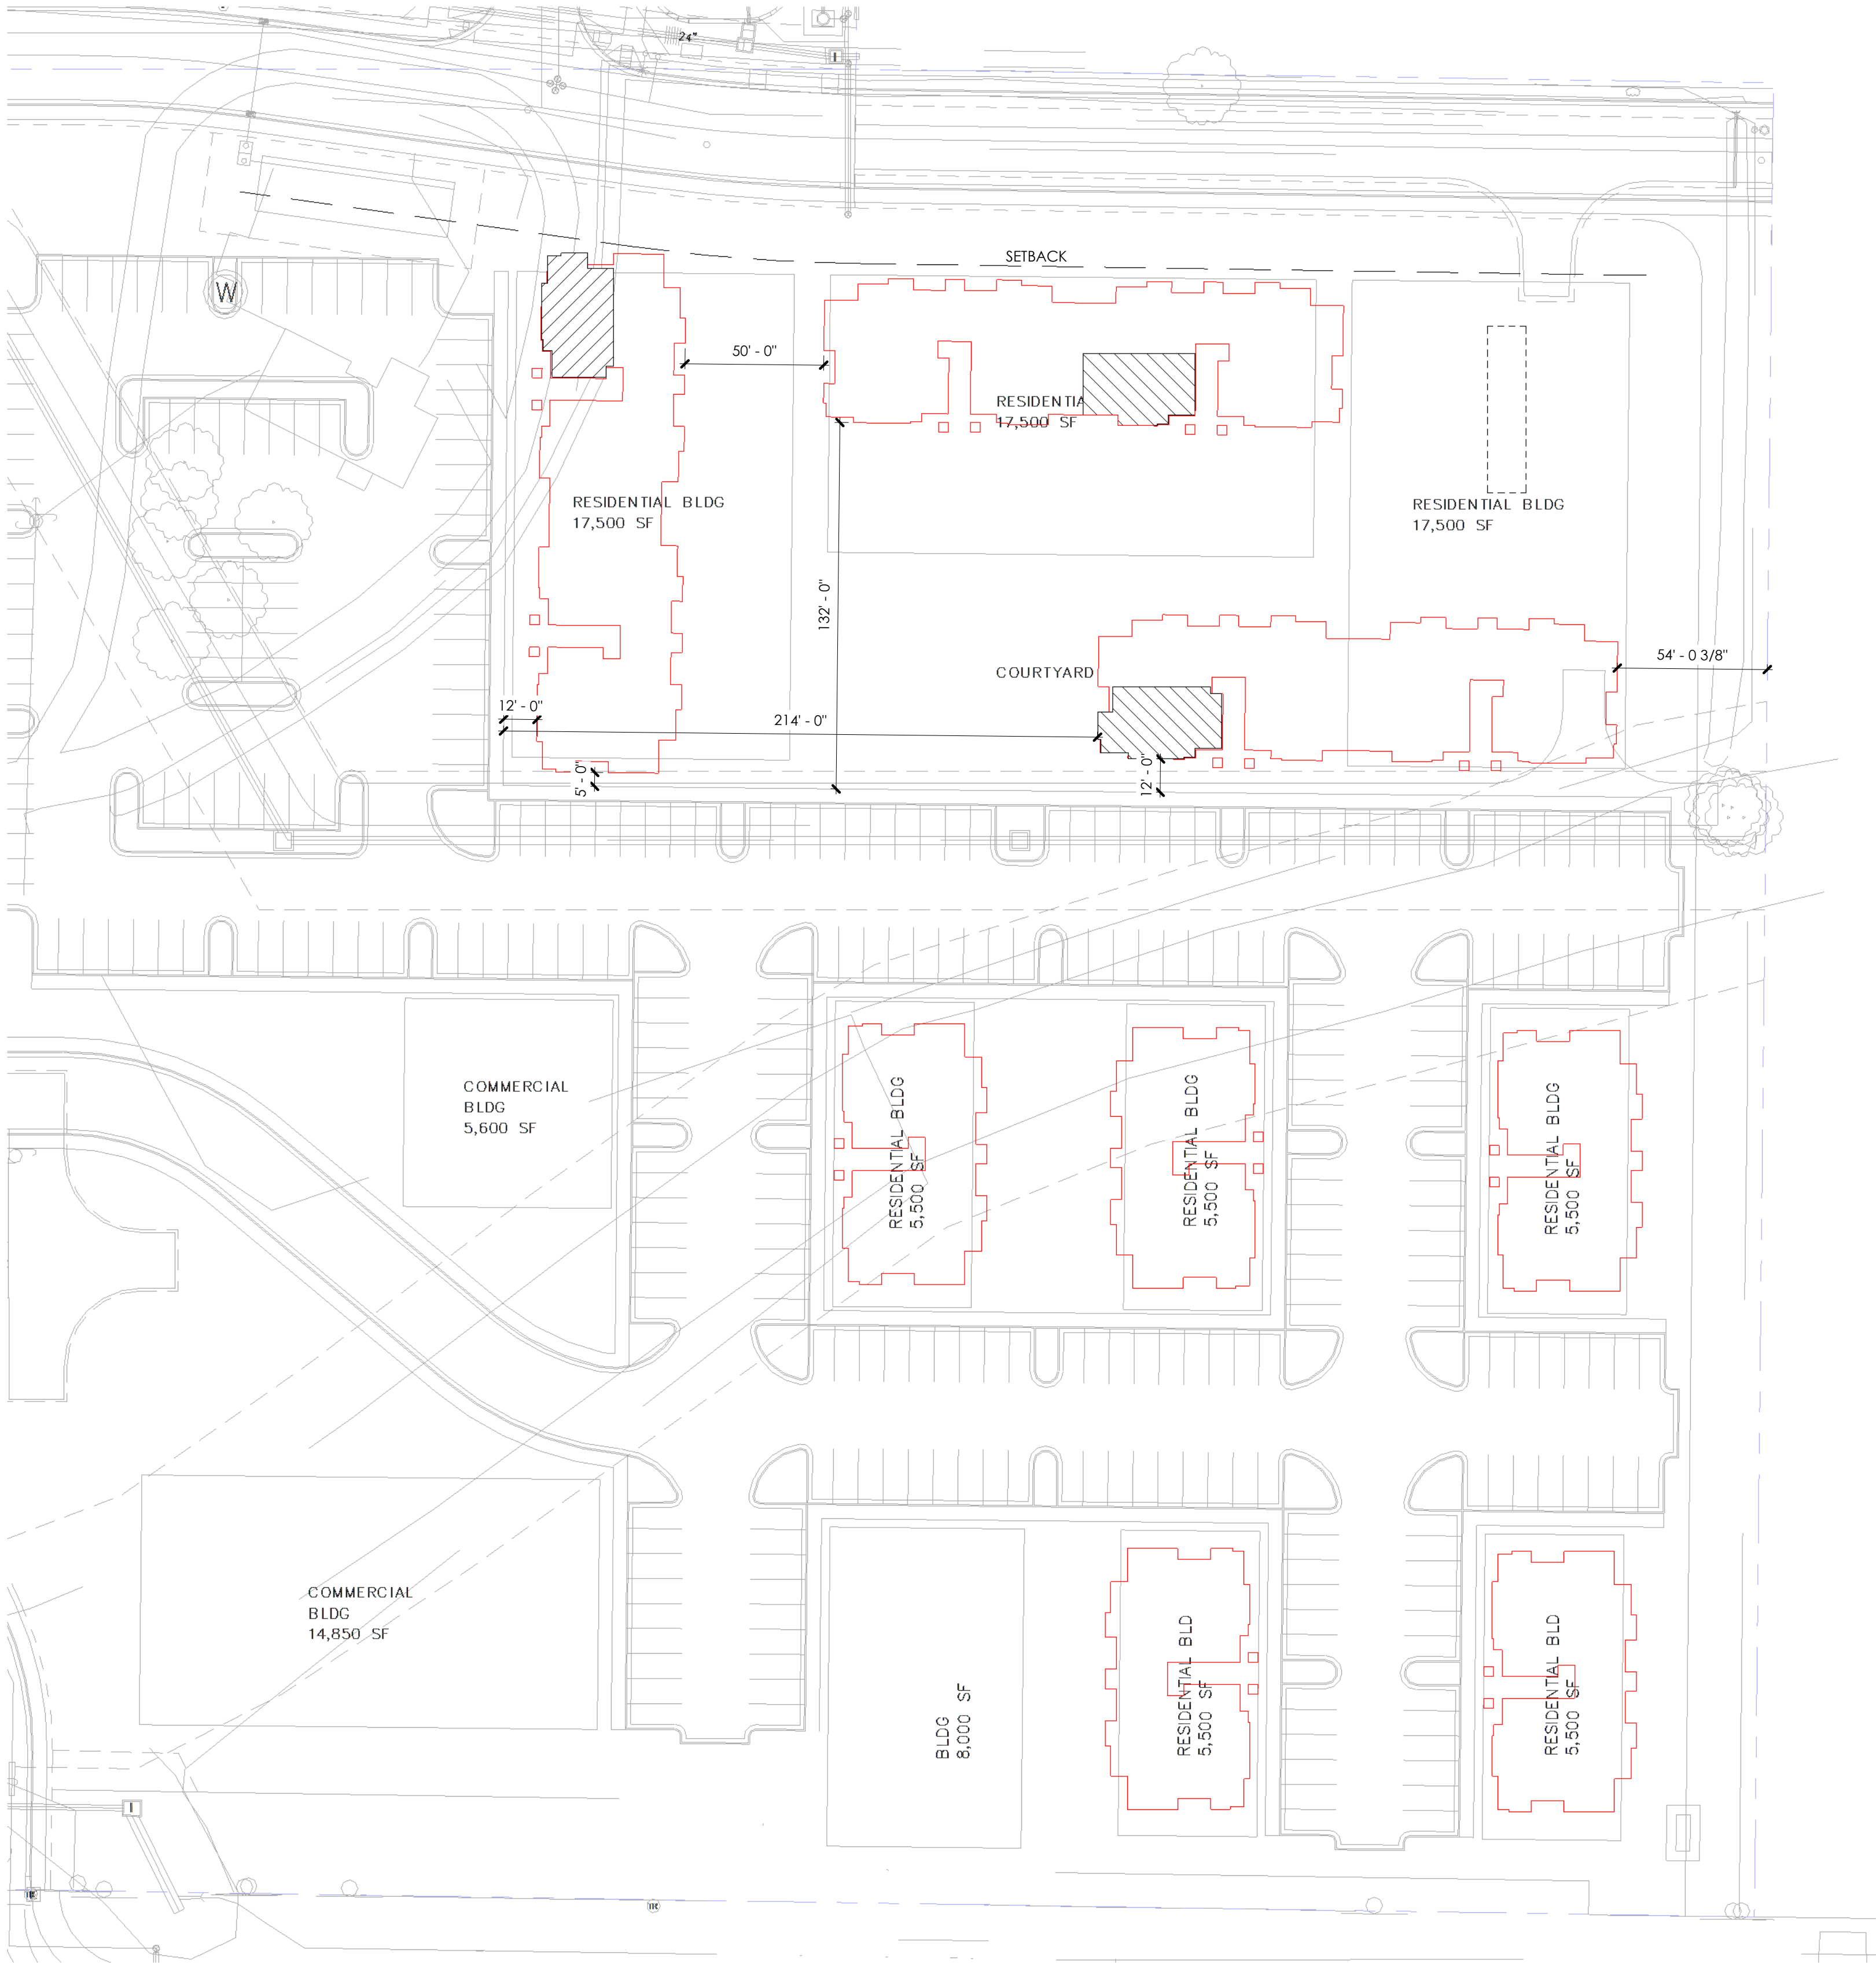 24"
I
SETBACK
W
50' - 0"
RESIDENTIA
17,500 SF
RESIDENTIAL BLDG
17,500 SF
RESIDENTIAL BLDG
17,500 SF
132' - 0"
54' - 0 3/8"
COURTYARD
12' - 0"
214' - 0"
5' - 0"
12' - 0"
COMMERCIAL
BLDG
5,600 SF
RESIDENTIAL BLDG
5,500 SF
RESIDENTIAL BLDG
5,500 SF
RESIDENTIAL BLDG
5,500 SF
COMMERCIAL
BLDG
14,850 SF
BLDG
8,000 SF
RESIDENTIAL BLD
5,500 SF
RESIDENTIAL BLD
5,500 SF
I
TR